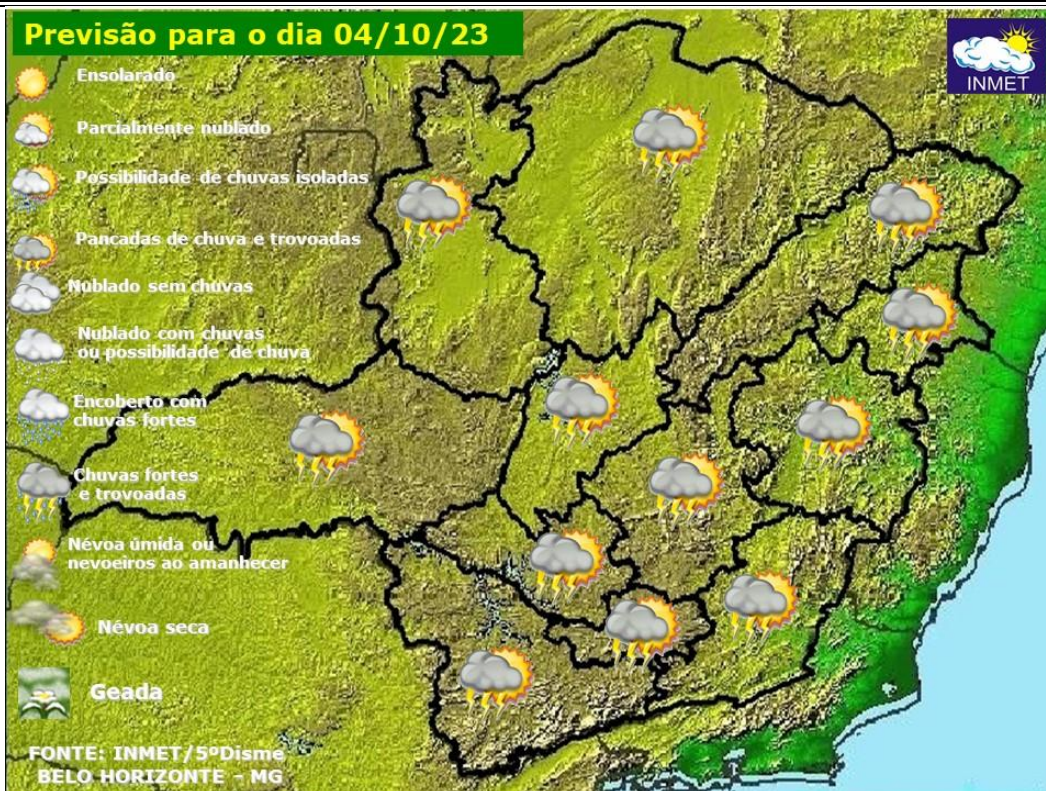 Previsão para o dia 04/10/23
INMET
Ensolarado
Parcialmente nublado
Possibilidade de chuvas isoladas
Pancadas de chuva e trovoadas
Nublado sem chuvas
Nublado com chuvas
ou possibilidade de chuva
Encoberto com
chuvas fortes
Chuvas fortes
e trovoadas
Névoa úmida ou
nevoeiros ao amanhecer
Névoa seca
Geada
FONTE: INMET/5ºDisme
BELO HORIZONTE - MG